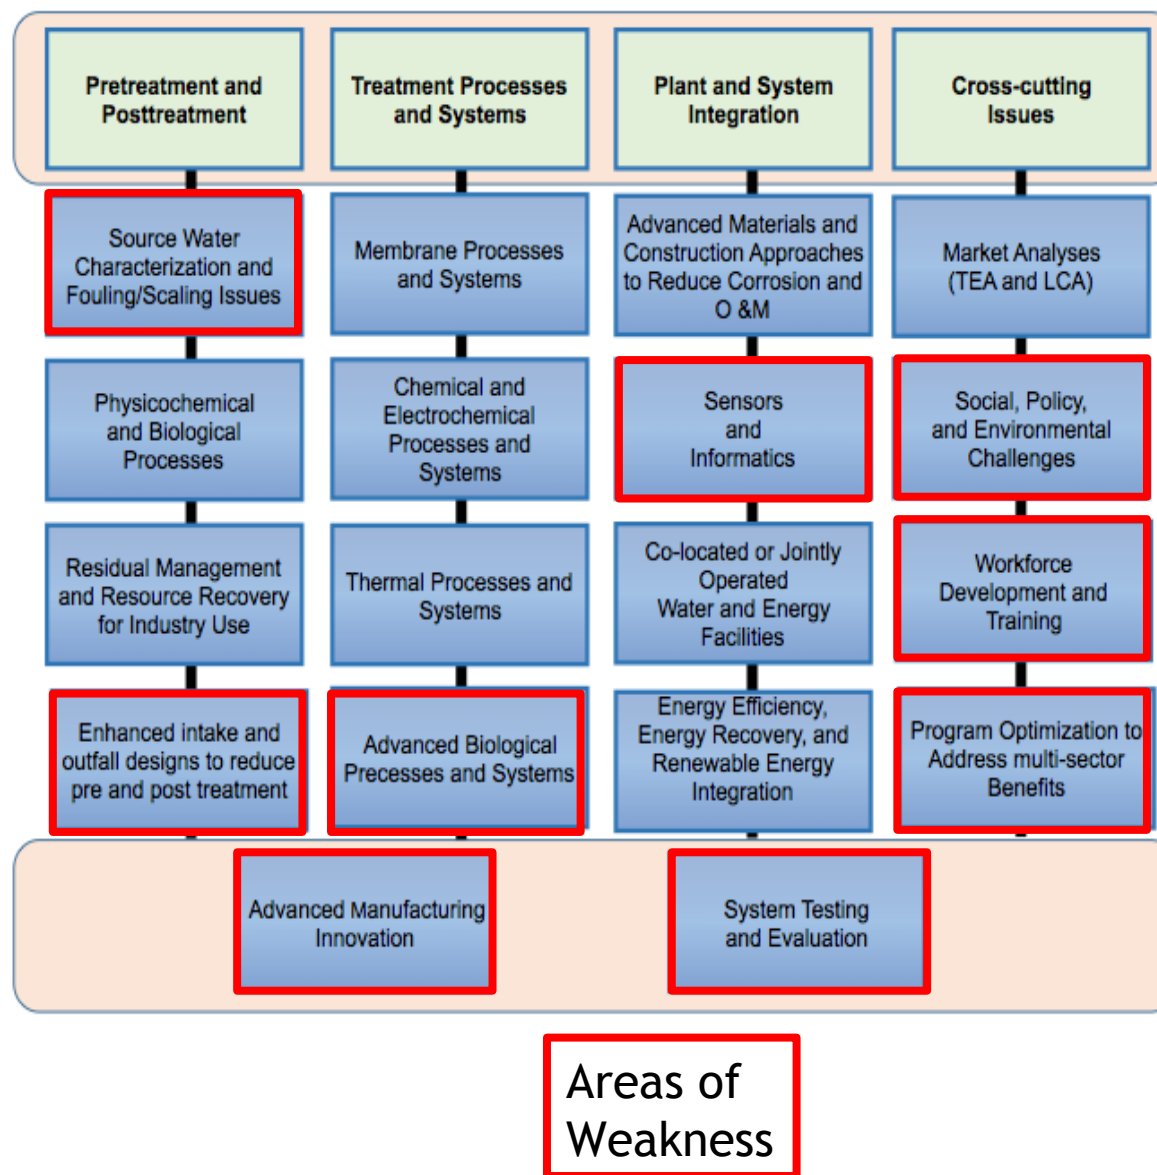 Pretreatment and
Posttreatment
Treatment Processes
and Systems
Plant and System
Integration
Cross-cutting
Issues
Source Water
Characterization and
Fouling/Scaling Issues
Membrane Processes
and Systems
Advanced Materials and
Construction Approaches
to Reduce Corrosion and
O &M
Market Analyses
(TEA and LCA)
Physicochemical
and Biological
Processes
Chemical and
Electrochemical
Processes and
Systems
Sensors
and
Informatics
Social, Policy,
and Environmental
Challenges
Residual Management
and Resource Recovery
for Industry Use
Thermal Processes and
Systems
Co-located or Jointly
Operated
Water and Energy
Facilities
Workforce
Development and
Training
Enhanced intake and
outfall designs to reduce
pre and post treatment
Advanced Biological
Precesses and Systems
Energy Efficiency,
Energy Recovery, and
Renewable Energy
Integration
Program Optimization to
Address multi-sector
Benefits
Advanced Manufacturing
Innovation
System Testing
and Evaluation
Areas of
Weakness